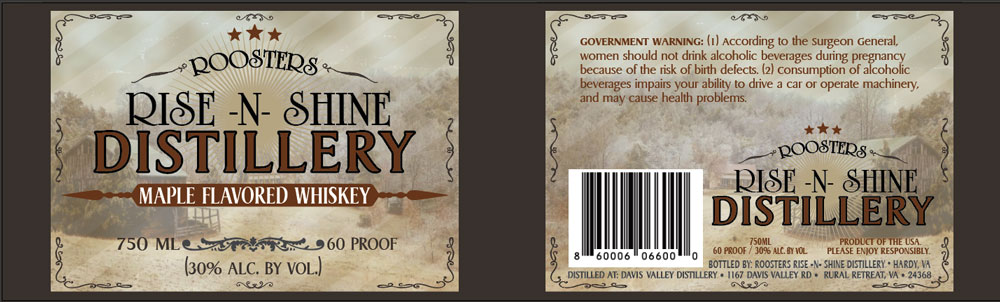 ROOSTERS
RISE -N- SHINE
DISTILLERY
MAPLE FLAVORED WHISKEY
750 ML 60 PROOF
(30% ALC. BY VOL.)
GOVERNMENT WARNING: (1) According to the Surgeon General,
women should not drink alcoholic beverages during pregnancy
because of the risk of birth defects. (2) consumption of alcoholic
beverages impairs your ability to drive a car or operate machinery,
and may cause health problems.
ROOSTERS
RISE -N- SHINE
DISTILLERY
8 60006 06600 0
750ML
60 PROOF / 30% ALC. BY VOL.
PRODUCT OF THE USA.
PLEASE ENJOY RESPONSIBLY.
BOTTLED BY: ROOSTERS RISE •N• SHINE DISTILLERY • HARDY, VA
DISTILLED AT: DAVIS VALLEY DISTILLERY • 1167 DAVIS VALLEY RD • RURAL RETREAT, VA • 24368